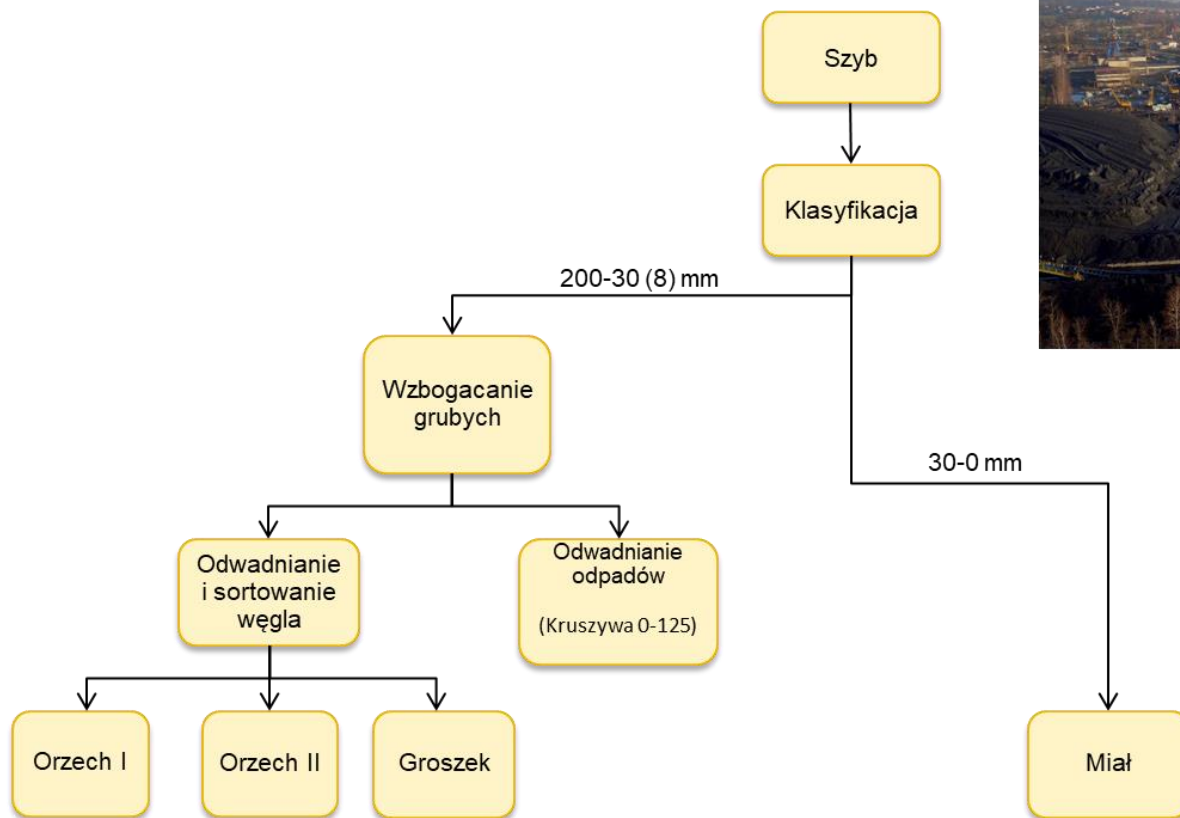 Szyb
Klasyfikacja
200-30 (8) mm
Wzbogacanie
grubych
30-0 mm
Odwadnianie
i sortowanie
węgla
Odwadnianie
odpadów
(Kruszywa 0-125)
Orzech I
Orzech II
Groszek
Miał